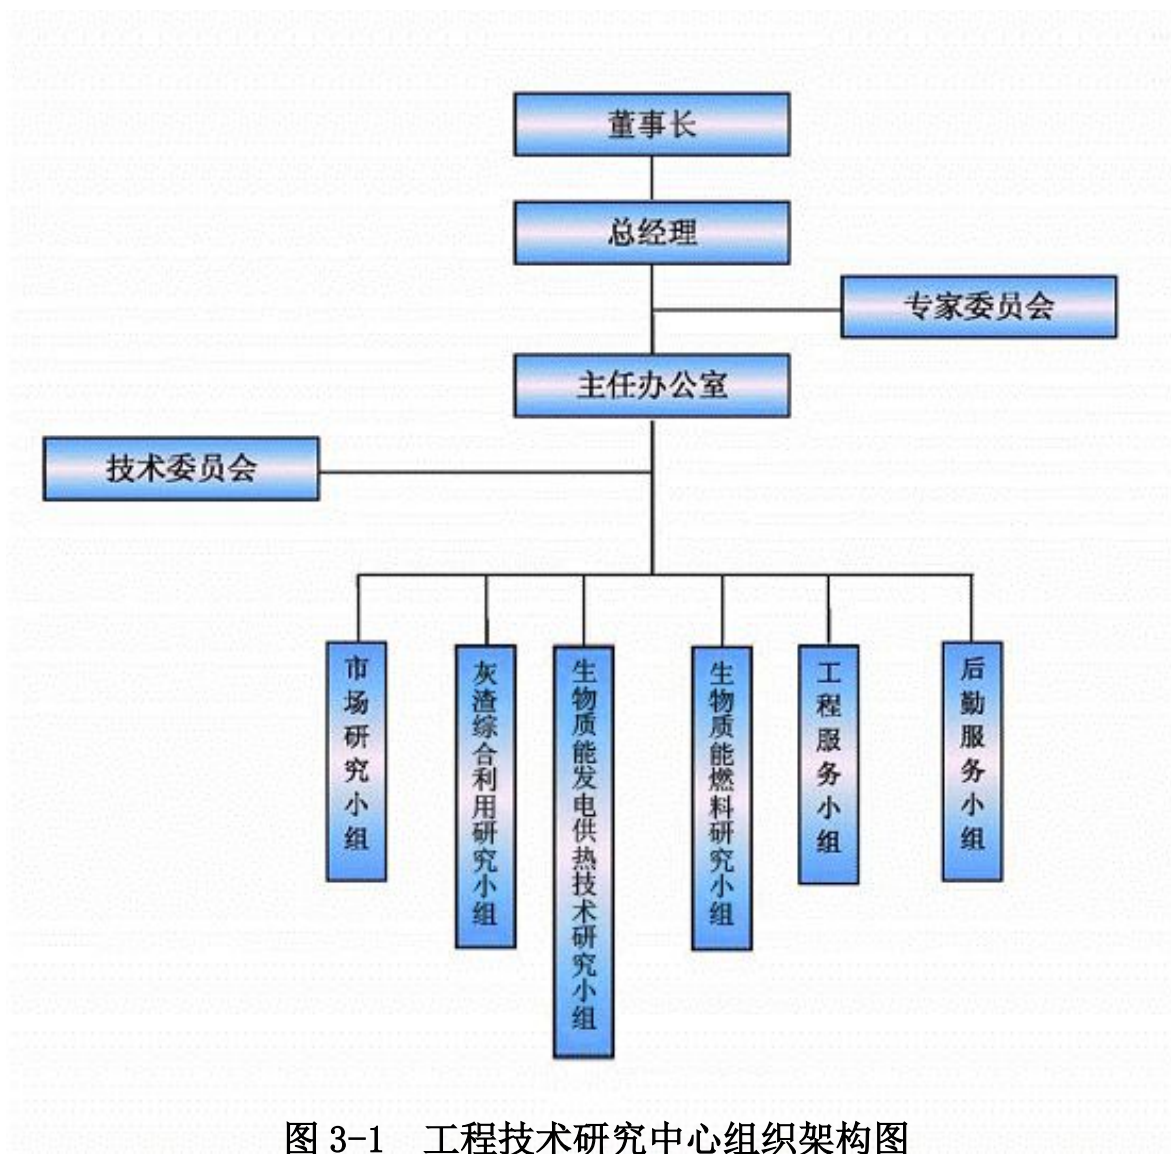 董事长
总经理
专家委员会
主任办公室
技术委员会
市场研究小组
灰渣综合利用研究小组
生物质能发电供热技术研究小组
生物质能燃料研究小组
工程服务小组
后勤服务小组
图 3-1 工程技术研究中心组织架构图